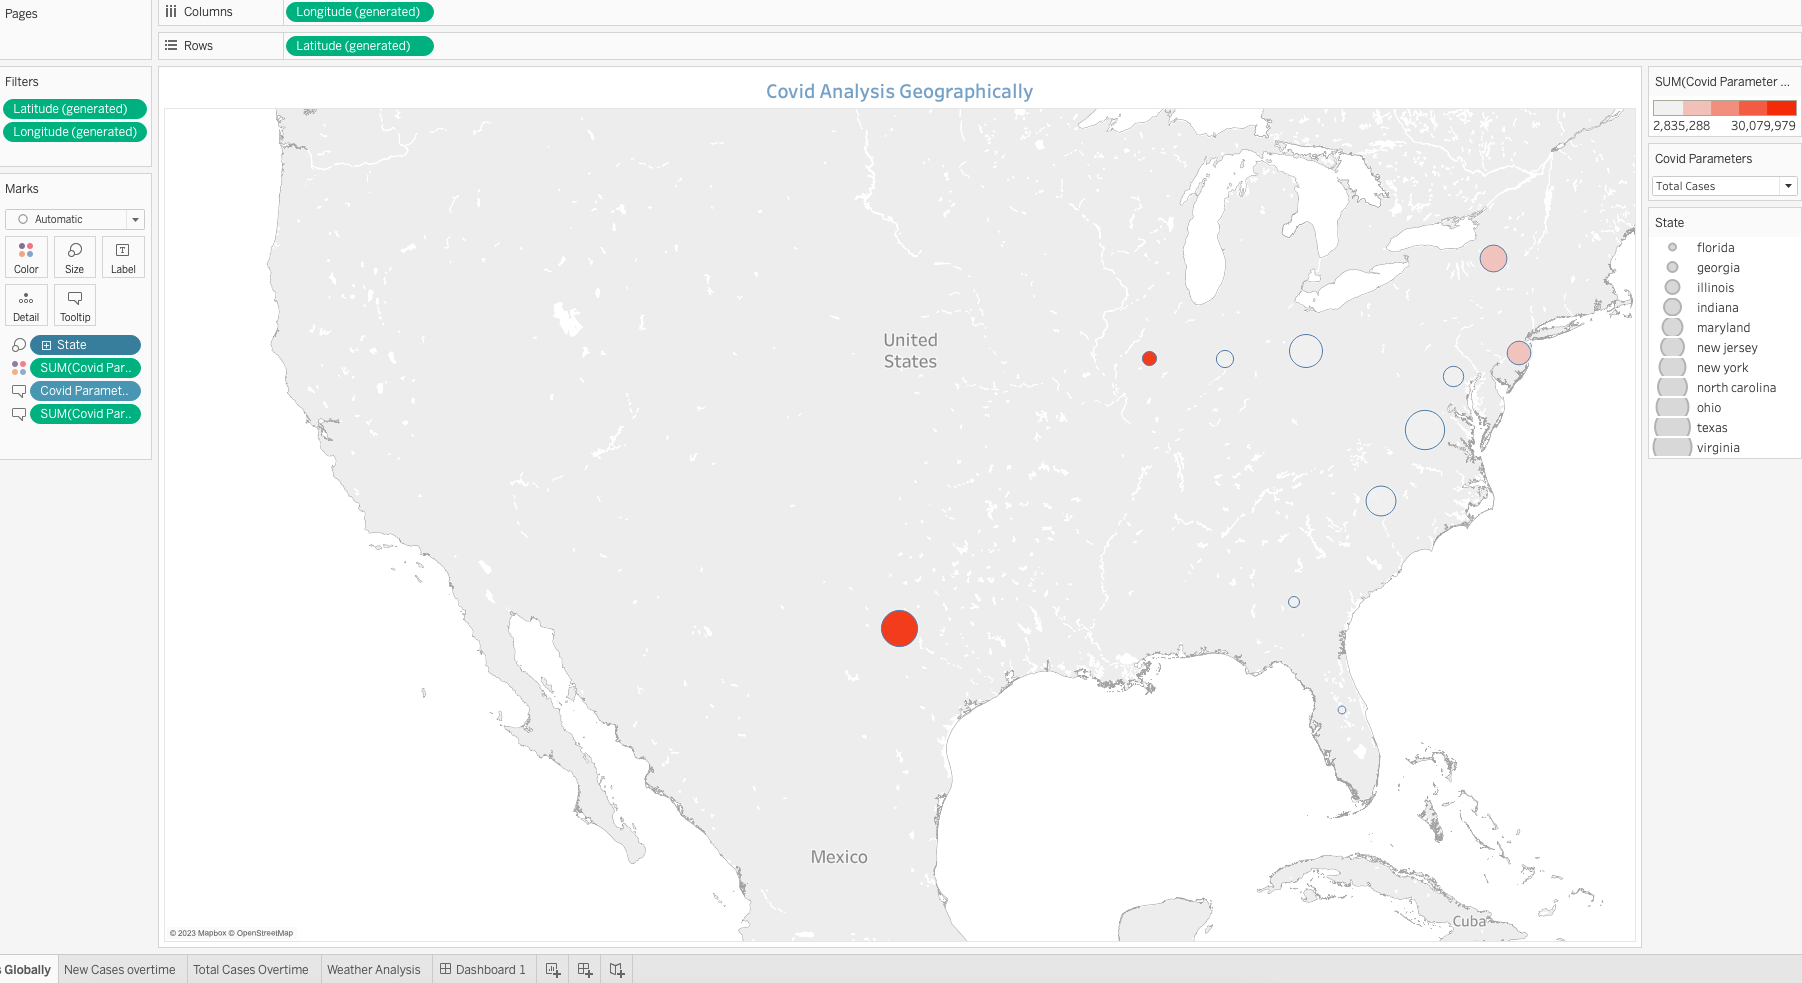 Pages
Columns
Longitude (generated)
Rows
Latitude (generated)
Filters
Latitude (generated)
Longitude (generated)
Marks
Automatic
Color
Size
Label
Detail
Tooltip
State
SUM(Covid Par..
Covid Paramet..
SUM(Covid Par..
Covid Analysis Geographically
United
States
Mexico
Cuba
© 2023 Mapbox © OpenStreetMap
SUM(Covid Parameter ...
2,835,288 30,079,979
Covid Parameters
Total Cases
State
florida
georgia
illinois
indiana
maryland
new jersey
new york
north carolina
ohio
texas
virginia
s Globally
New Cases overtime
Total Cases Overtime
Weather Analysis
Dashboard 1